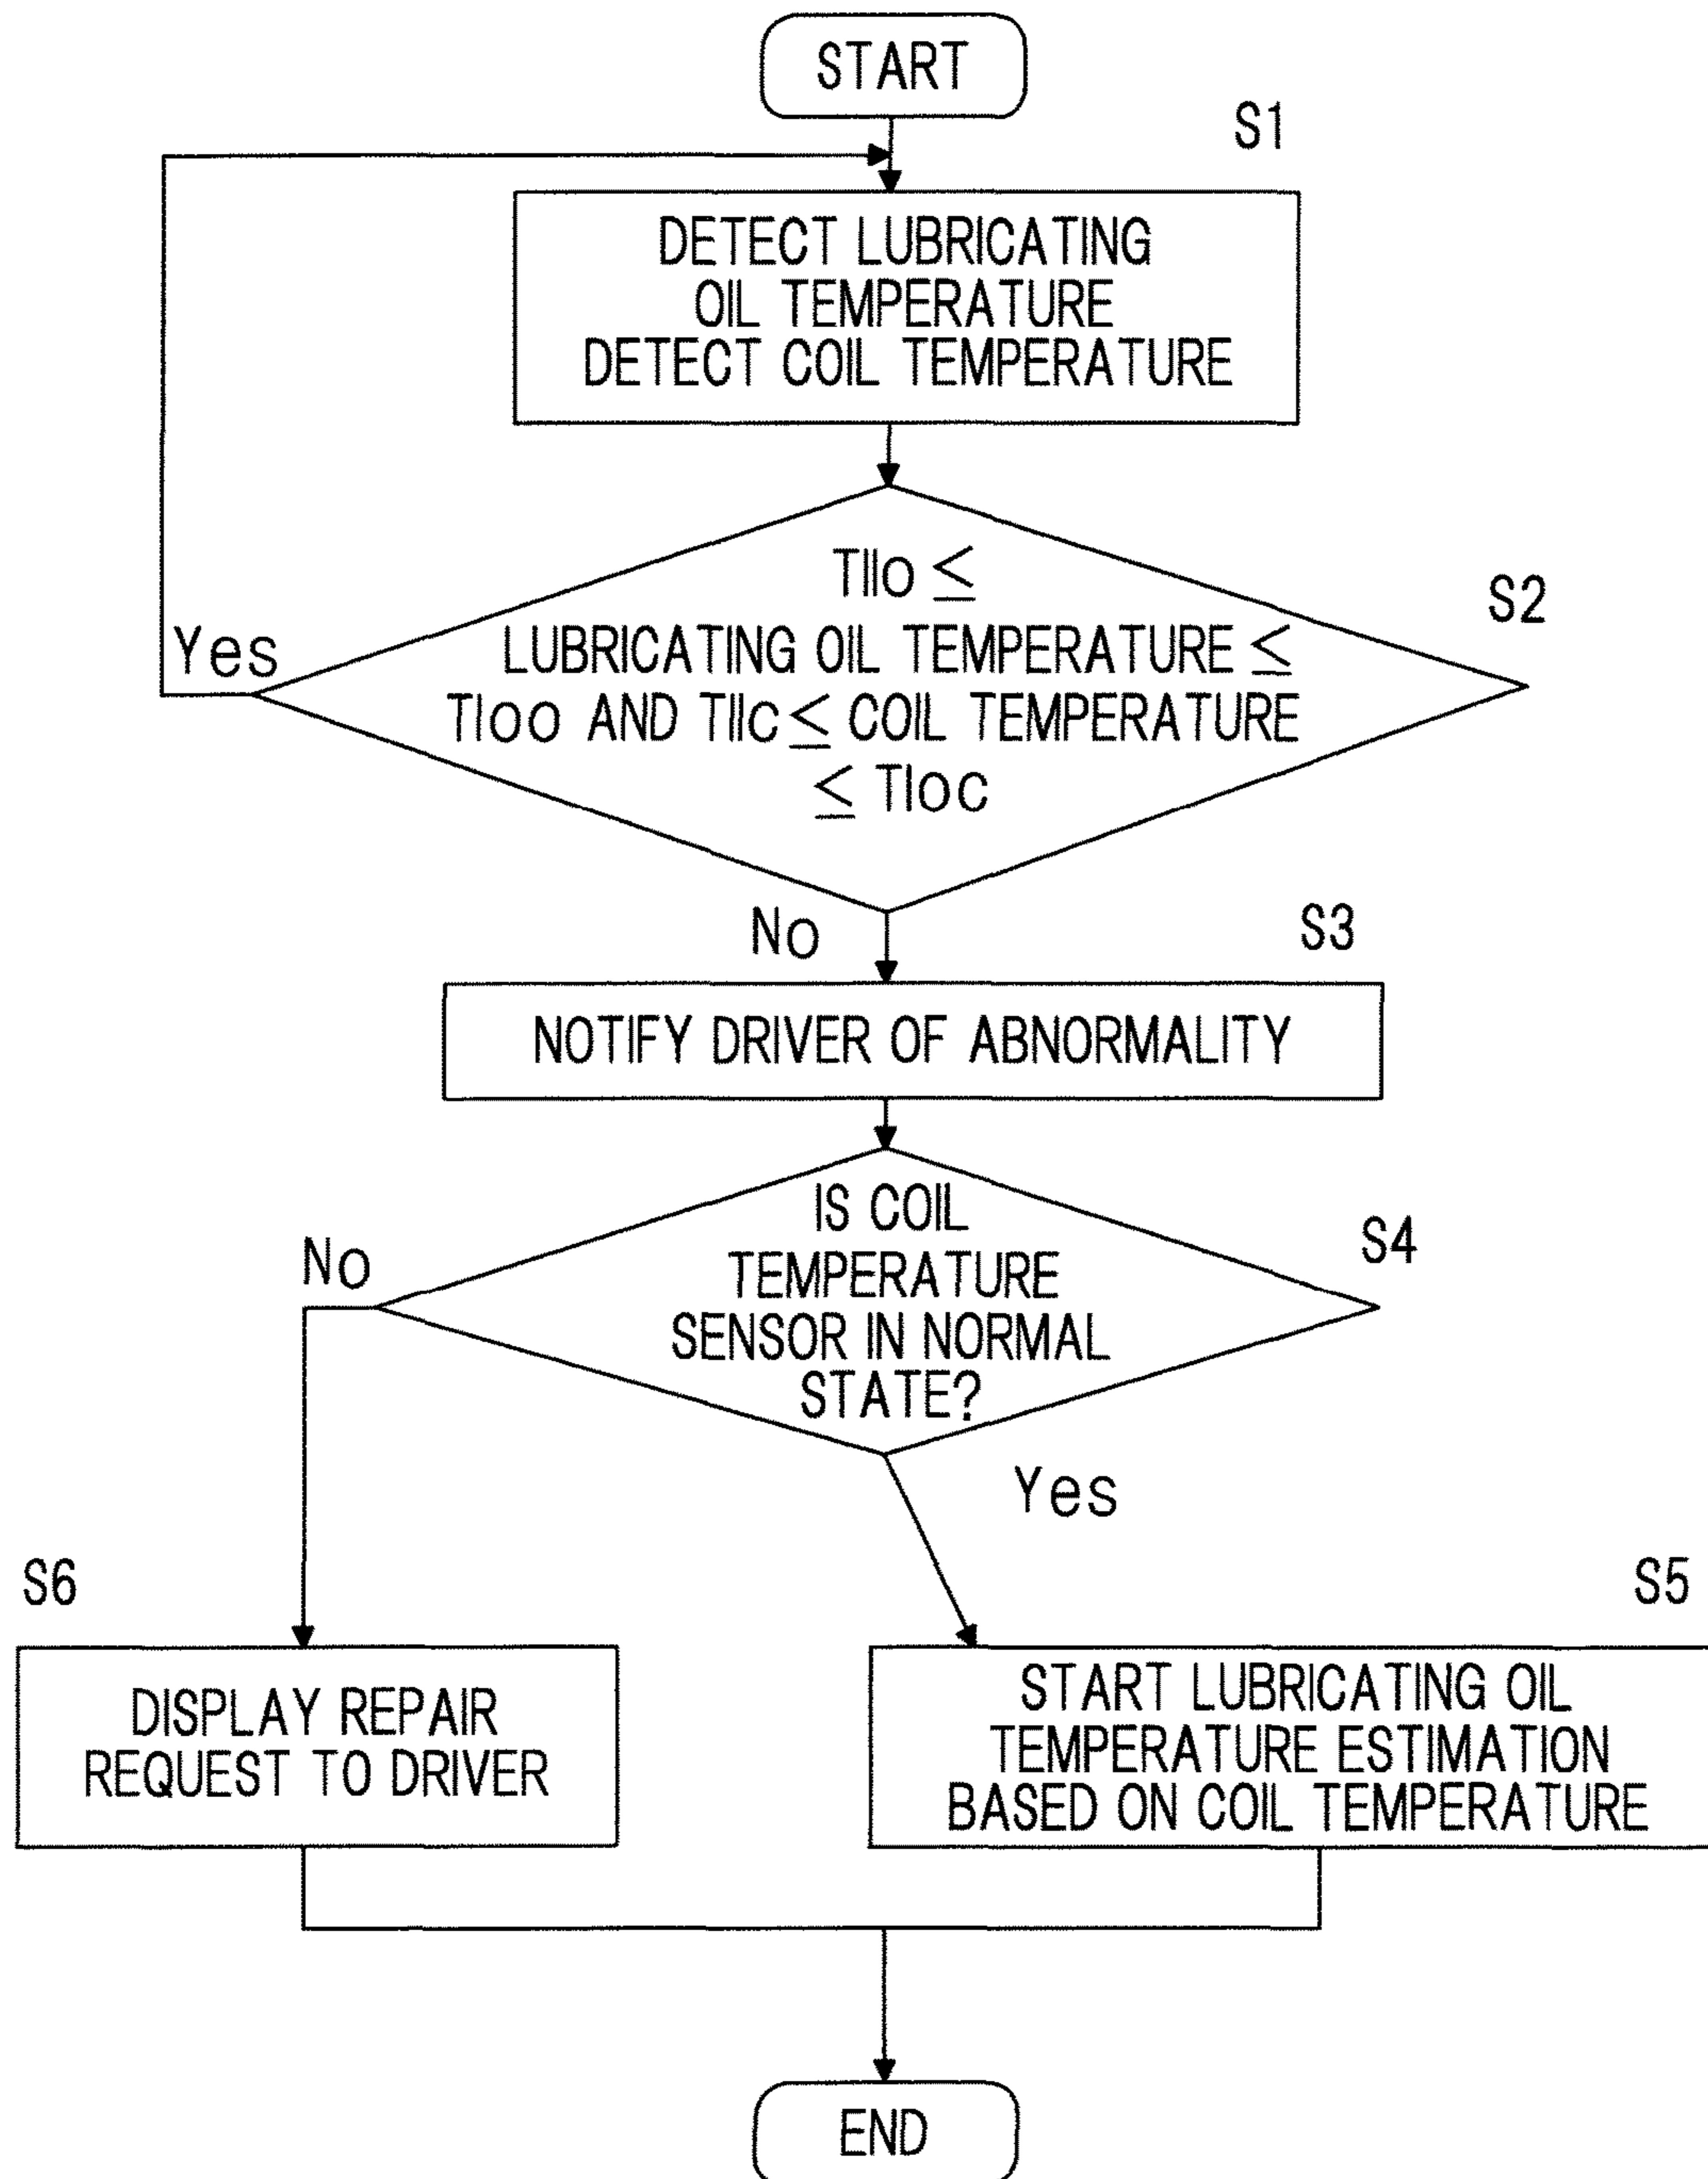 START
S1
DETECT LUBRICATING
OIL TEMPERATURE
DETECT COIL TEMPERATURE
Tllo ≤
S2
LUBRICATING OIL TEMPERATURE ≤
Yes
Tloo AND Tllc ≤ COIL TEMPERATURE
≤ Tloc
No
S3
NOTIFY DRIVER OF ABNORMALITY
IS COIL
S4
No
TEMPERATURE
SENSOR IN NORMAL
STATE?
Yes
S6
S5
DISPLAY REPAIR
REQUEST TO DRIVER
START LUBRICATING OIL
TEMPERATURE ESTIMATION
BASED ON COIL TEMPERATURE
END